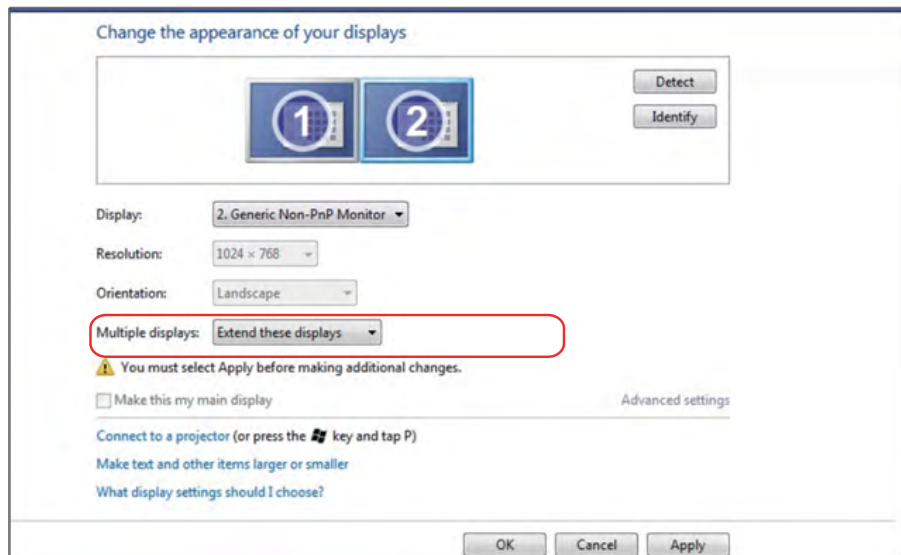 Change the appearance of your displays
1
2
Detect
Identify
Display:
2. Generic Non-PnP Monitor
Resolution:
1024 × 768
Orientation:
Landscape
Multiple displays:
Extend these displays
You must select Apply before making additional changes.
Make this my main display
Advanced settings
Connect to a projector (or press the key and tap P)
Make text and other items larger or smaller
What display settings should I choose?
OK
Cancel
Apply